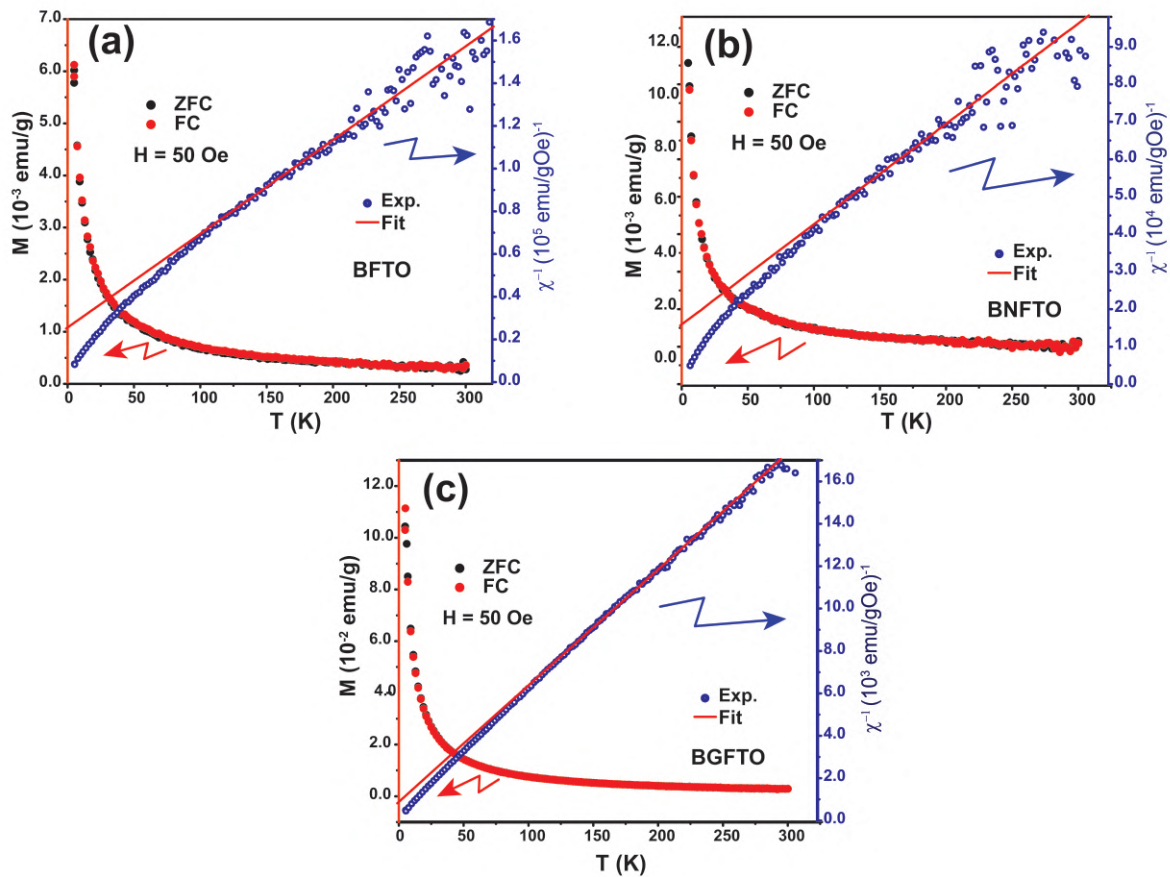 (a)
ZFC
FC
H = 50 Oe
Exp.
Fit
BFTO
M (10⁻³ emu/g)
7.0
6.0
5.0
4.0
3.0
2.0
1.0
0.0
χ⁻¹ (10⁵ emu/gOe)⁻¹
1.6
1.4
1.2
1.0
0.8
0.6
0.4
0.2
0.0
0 50 100 150 200 250 300
T (K)
(b)
ZFC
FC
H = 50 Oe
Exp.
Fit
BNFTO
M (10⁻³ emu/g)
12.0
10.0
8.0
6.0
4.0
2.0
0.0
χ⁻¹ (10⁴ emu/gOe)⁻¹
9.0
8.0
7.0
6.0
5.0
4.0
3.0
2.0
1.0
0.0
0 50 100 150 200 250 300
T (K)
(c)
ZFC
FC
H = 50 Oe
Exp.
Fit
BGFTO
M (10⁻² emu/g)
12.0
10.0
8.0
6.0
4.0
2.0
0.0
χ⁻¹ (10³ emu/gOe)⁻¹
16.0
14.0
12.0
10.0
8.0
6.0
4.0
2.0
0.0
0 50 100 150 200 250 300
T (K)